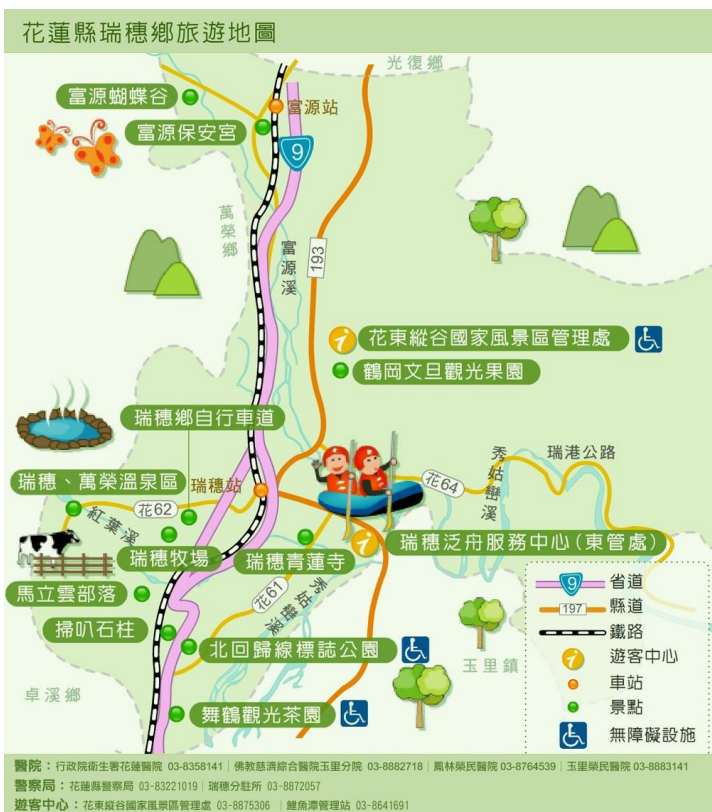 花蓮縣瑞穗鄉旅遊地圖
光復鄉
富源蝴蝶谷
富源站
富源保安宮
9
萬榮鄉
富源溪
193
花東縱谷國家風景區管理處
鶴岡文旦觀光果園
瑞穗鄉自行車道
秀姑巒溪
瑞港公路
瑞穗、萬榮溫泉區
瑞穗站
花64
花62
紅葉溪
瑞穗牧場
瑞穗青蓮寺
瑞穗泛舟服務中心(東管處)
馬立雲部落
花61
秀姑巒溪
掃叭石柱
北回歸線標誌公園
玉里鎮
卓溪鄉
舞鶴觀光茶園
9 省道
197 縣道
鐵路
遊客中心
車站
景點
無障礙設施
醫院：行政院衛生署花蓮醫院 03-8358141 | 佛教慈濟綜合醫院玉里分院 03-8882718 | 鳳林榮民醫院 03-8764539 | 玉里榮民醫院 03-8883141
警察局：花蓮縣警察局 03-83221019 | 瑞穗分駐所 03-8872057
遊客中心：花東縱谷國家風景區管理處 03-8875306 | 鯉魚潭管理站 03-8641691